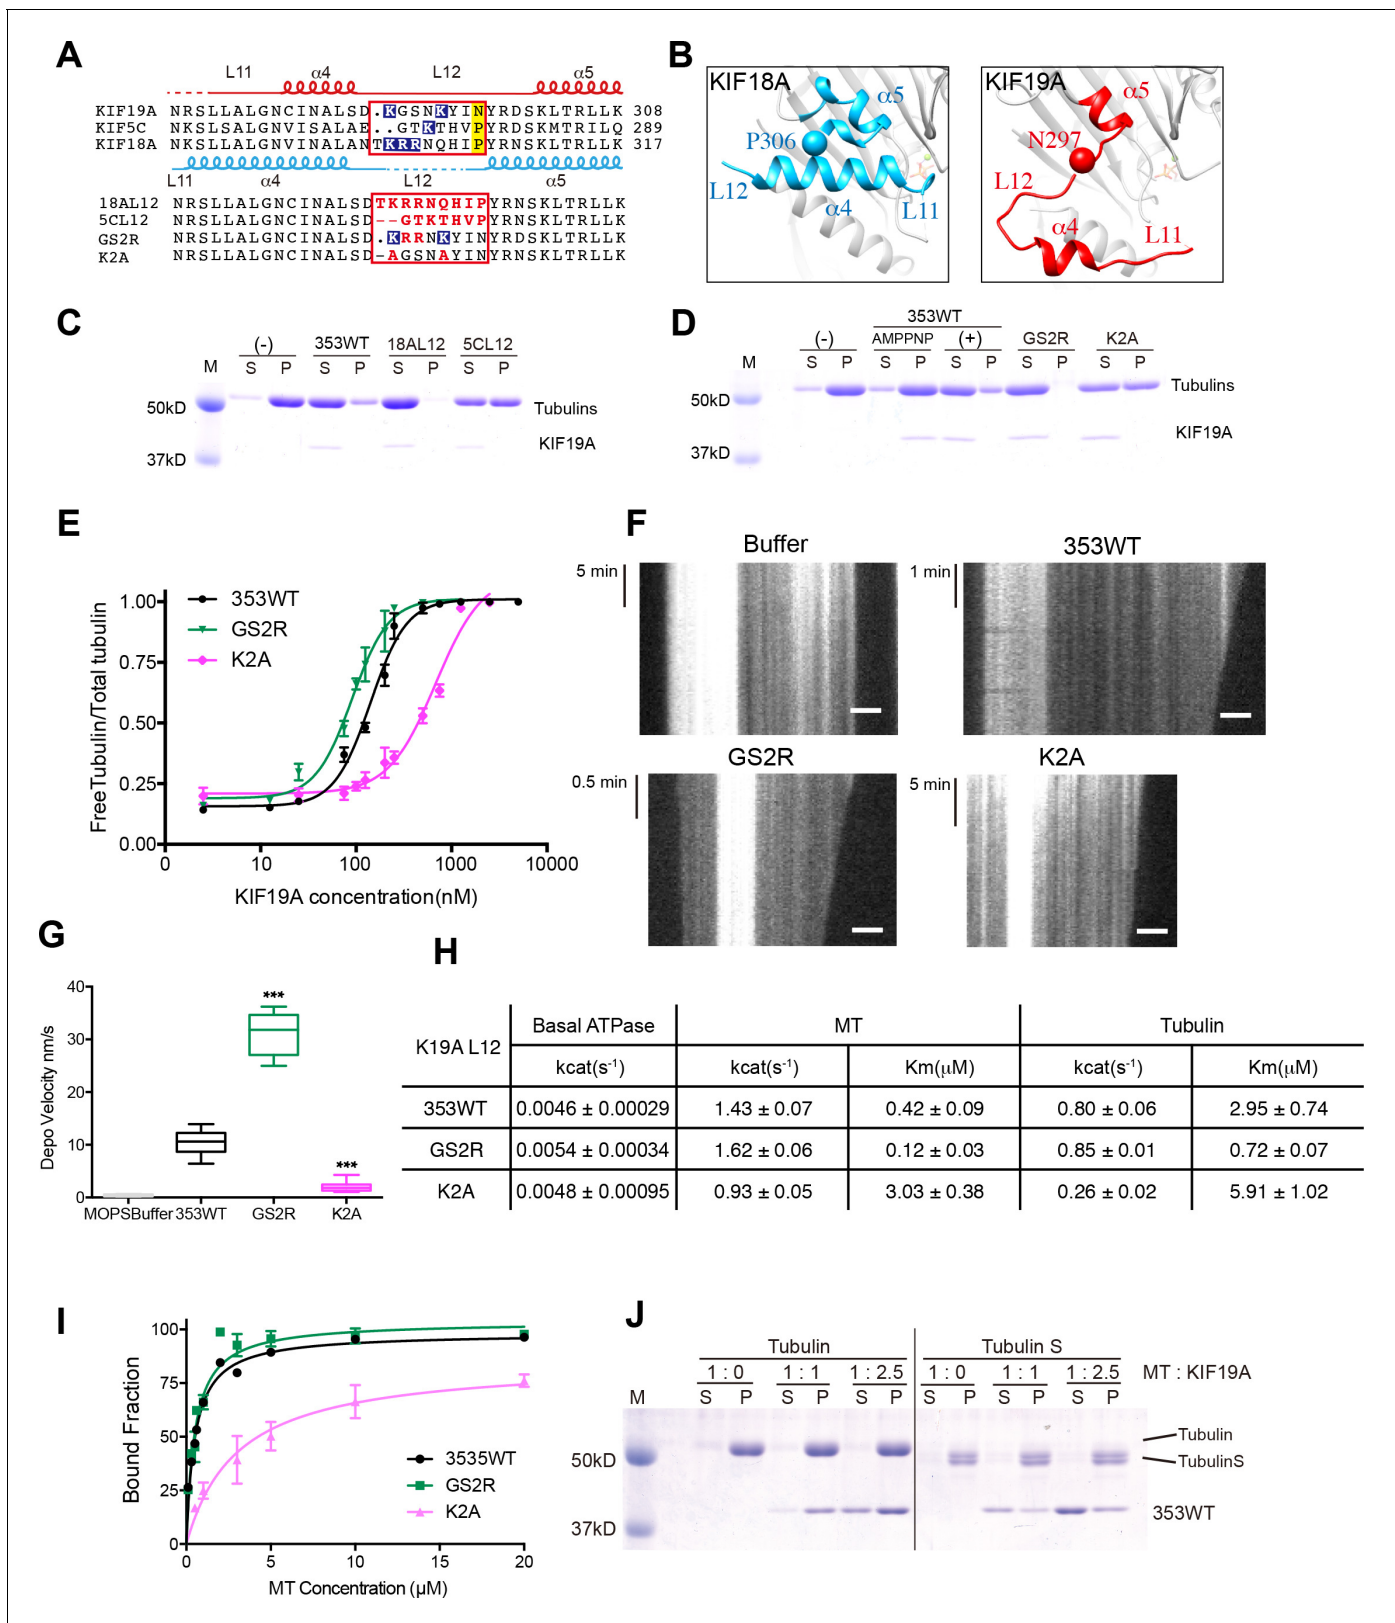 A
L11 α4 L12 α5
KIF19A NRSLLALGNCINALSD.KGSNKYINYRDSKLTRLLK 308
KIF5C NKSLSALGNVISALAE..GTKTHVPYRDSKMTRILQ 289
KIF18A NRSLLALGNCINALANTKRRNQHIPYRDSKLTRLLK 317
L11 α4 L12 α5
18AL12 NRSLLALGNCINALSDTKRRNQHIPYRNSKLTRLLK
5CL12 NRSLLALGNCINALSD--GTKTHVPYRNSKLTRLLK
GS2R NRSLLALGNCINALSD.KRRNKYINYRDSKLTRLLK
K2A NRSLLALGNCINALSD-AGSNAYINYRDSKLTRLLK
B
KIF18A
α5
P306
L12
α4
L11
KIF19A
α5
N297
L12
α4
L11
C
(-) 353WT 18AL12 5CL12
M S P S P S P S P
50kD
Tubulins
KIF19A
37kD
D
353WT
(-) AMPPNP (+) GS2R K2A
M S P S P S P S P S P
Tubulins
50kD
KIF19A
37kD
E
1.00
0.75
0.50
0.25
0.00
353WT
GS2R
K2A
0 10 100 1000 10000
Free Tubulin/Total tubulin
KIF19A concentration(nM)
F
Buffer
5 min
353WT
1 min
GS2R
0.5 min
K2A
5 min
G
40
30
20
10
0
*** ***
Depo Velocity nm/s
MOPSBuffer 353WT GS2R K2A
H
K19A L12 Basal ATPase MT Tubulin
kcat(s⁻¹) kcat(s⁻¹) Km(μM) kcat(s⁻¹) Km(μM)
353WT 0.0046 ± 0.00029 1.43 ± 0.07 0.42 ± 0.09 0.80 ± 0.06 2.95 ± 0.74
GS2R 0.0054 ± 0.00034 1.62 ± 0.06 0.12 ± 0.03 0.85 ± 0.01 0.72 ± 0.07
K2A 0.0048 ± 0.00095 0.93 ± 0.05 3.03 ± 0.38 0.26 ± 0.02 5.91 ± 1.02
I
100
75
50
25
0
3535WT
GS2R
K2A
0 5 10 15 20
Bound Fraction
MT Concentration (μM)
J
Tubulin Tubulin S
1 : 0 1 : 1 1 : 2.5 1 : 0 1 : 1 1 : 2.5 MT : KIF19A
M S P S P S P S P S P S P
Tubulin
50kD
TubulinS
353WT
37kD